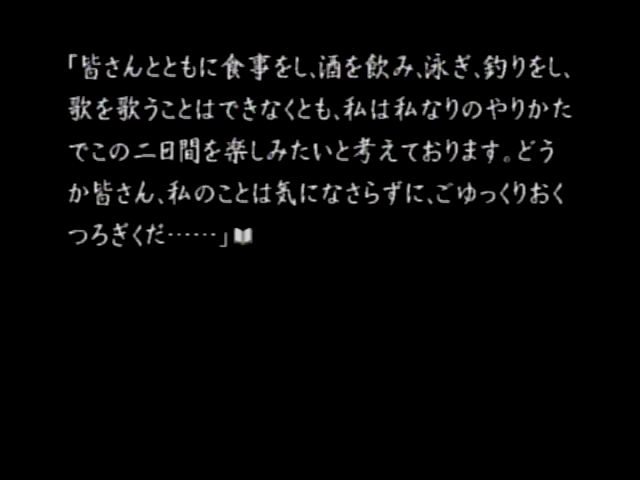 「皆さんとともに食事をし、酒を飲み、泳ぎ、釣りをし、
歌を歌うことはできなくとも、私は私なりのやりかた
でこの二日間を楽しみたいと考えております。どう
か皆さん、私のことは気になさらずに、ごゆっくりおく
つろぎくだ……」